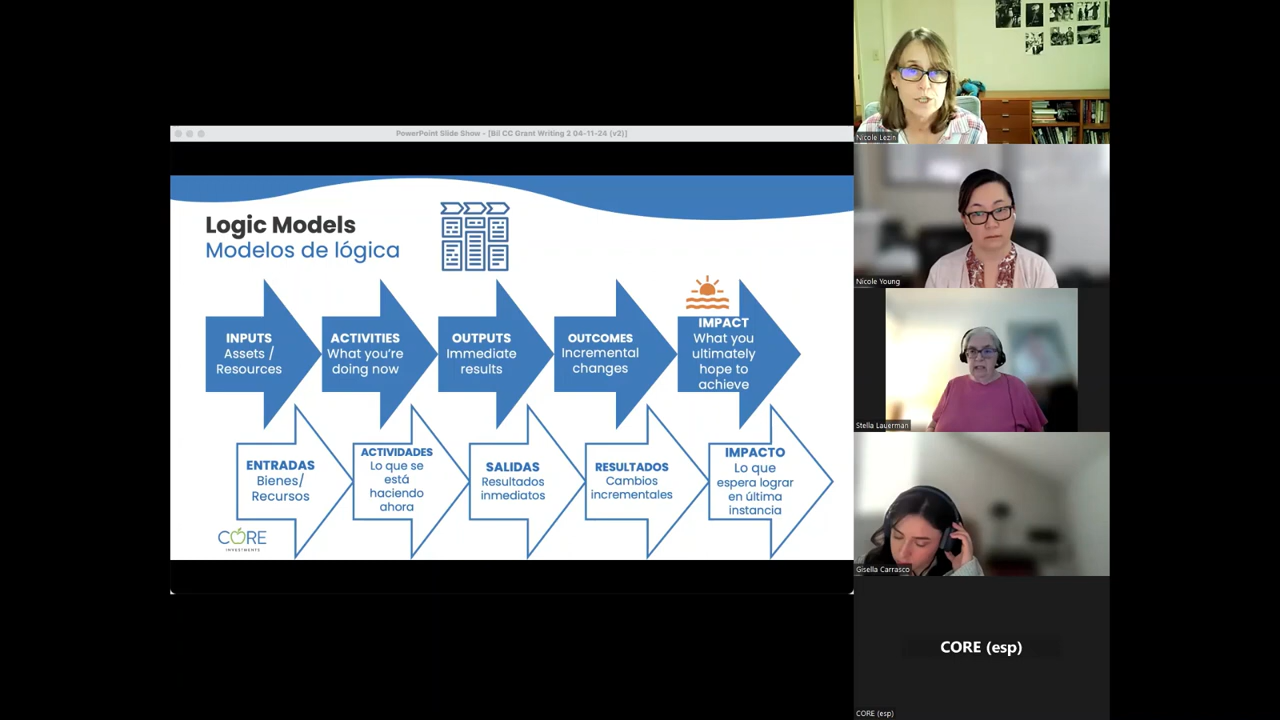 PowerPoint Slide Show - [Bil CC Grant Writing 2 04-11-24 (v2)]
Logic Models
Modelos de lógica
INPUTS
Assets /
Resources
ACTIVITIES
What you're
doing now
OUTPUTS
Immediate
results
OUTCOMES
Incremental
changes
IMPACT
What you
ultimately
hope to
achieve
ENTRADAS
Bienes/
Recursos
ACTIVIDADES
Lo que se
está
haciendo
ahora
SALIDAS
Resultados
inmediatos
RESULTADOS
Cambios
incrementales
IMPACTO
Lo que
espera lograr
en última
instancia
CORE
INVESTMENTS
Nicole Lezin
Nicole Young
Stella Lauerman
Gisella Carrasco
CORE (esp)
CORE (esp)